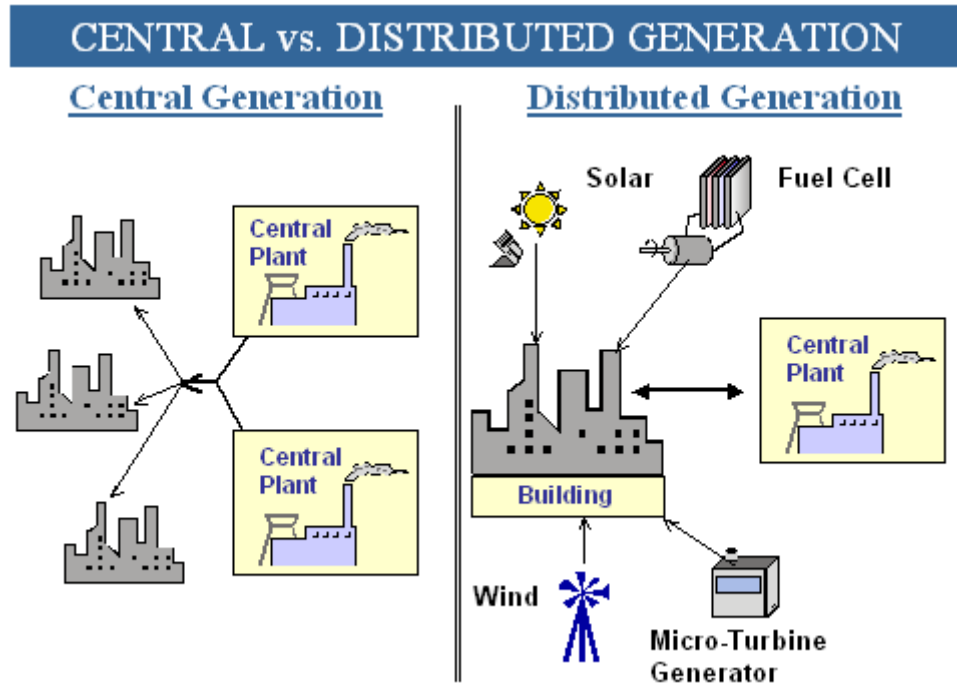 CENTRAL vs. DISTRIBUTED GENERATION
Central Generation
Central
Plant
Central
Plant
Distributed Generation
Solar
Fuel Cell
Central
Plant
Building
Wind
Micro-Turbine
Generator